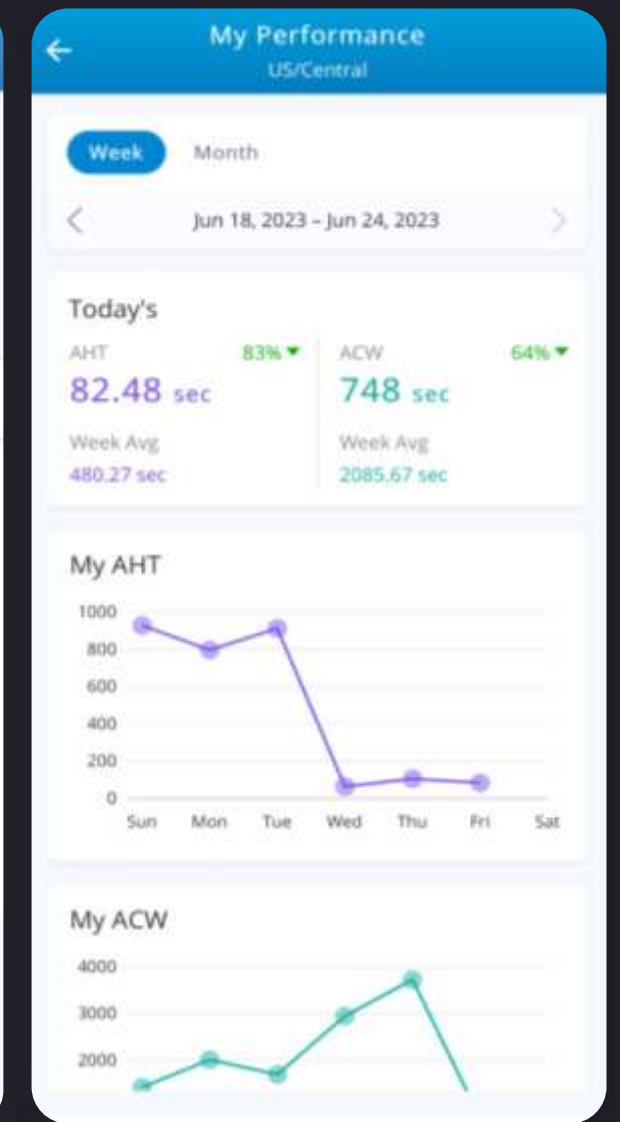 My Performance
US/Central
Week Month
Jun 18, 2023 – Jun 24, 2023
Today's
AHT 83%
82.48 sec
Week Avg
480.27 sec
ACW 64%
748 sec
Week Avg
2085.67 sec
My AHT
1000
800
600
400
200
0
Sun Mon Tue Wed Thu Fri Sat
My ACW
4000
3000
2000